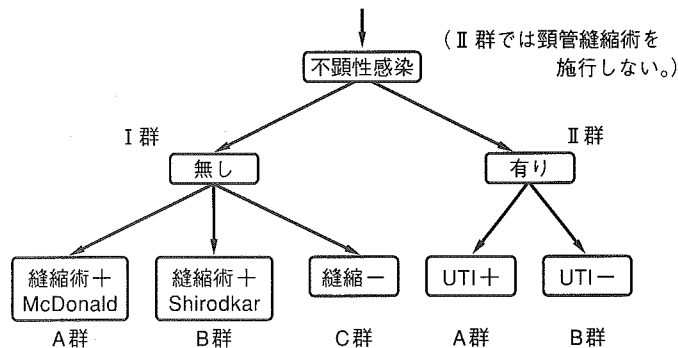 不顕性感染
(Ⅱ群では頸管縫縮術を
施行しない。)
Ⅰ群
Ⅱ群
無し
有り
縫縮術+
McDonald
縫縮術+
Shirodkar
縫縮-
UTI+
UTI-
A群
B群
C群
A群
B群